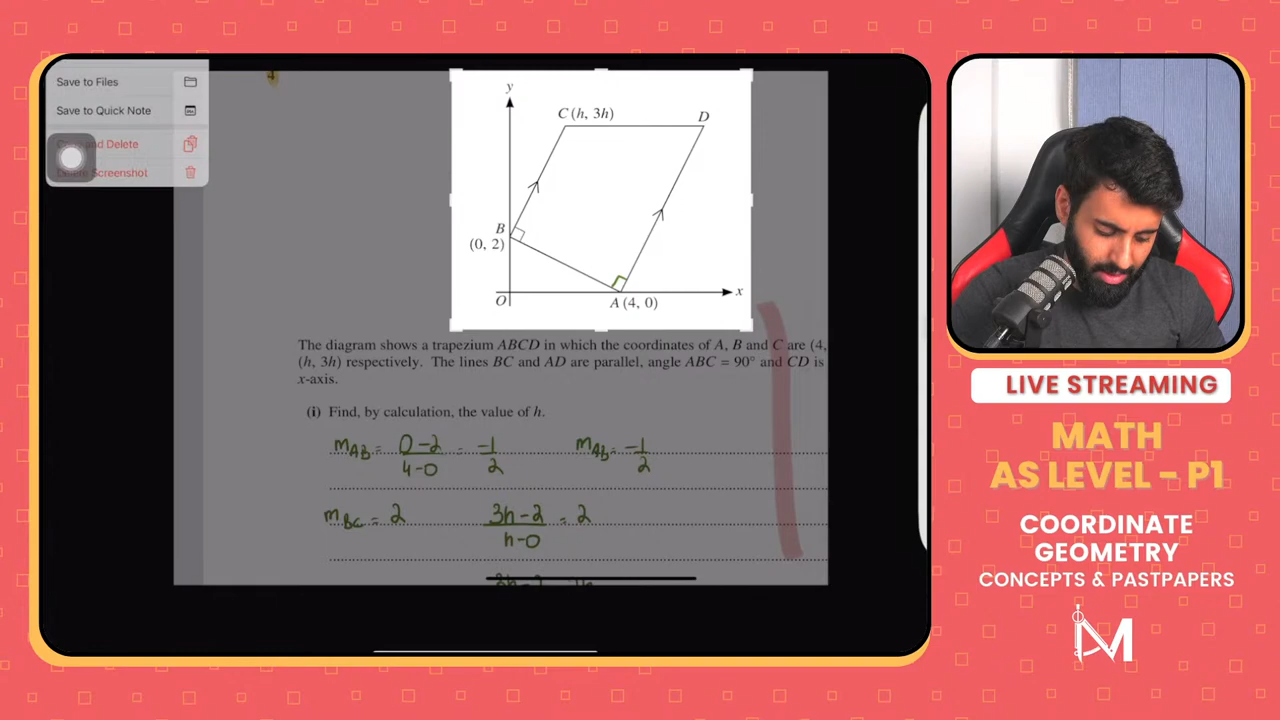 Save to Files
Save to Quick Note
and Delete
Delete Screenshot
y
C (h, 3h)
D
B
(0, 2)
O
A (4, 0)
x
The diagram shows a trapezium ABCD in which the coordinates of A, B and C are (4,
(h, 3h) respectively. The lines BC and AD are parallel, angle ABC = 90° and CD is
x-axis.
(i) Find, by calculation, the value of h.
mAB = 0-2/4-0 = -1/2 mAB = -1/2
mBC = 2 3h-2/h-0 = 2
LIVE STREAMING
MATH
AS LEVEL - P1
COORDINATE
GEOMETRY
CONCEPTS & PASTPAPERS
M